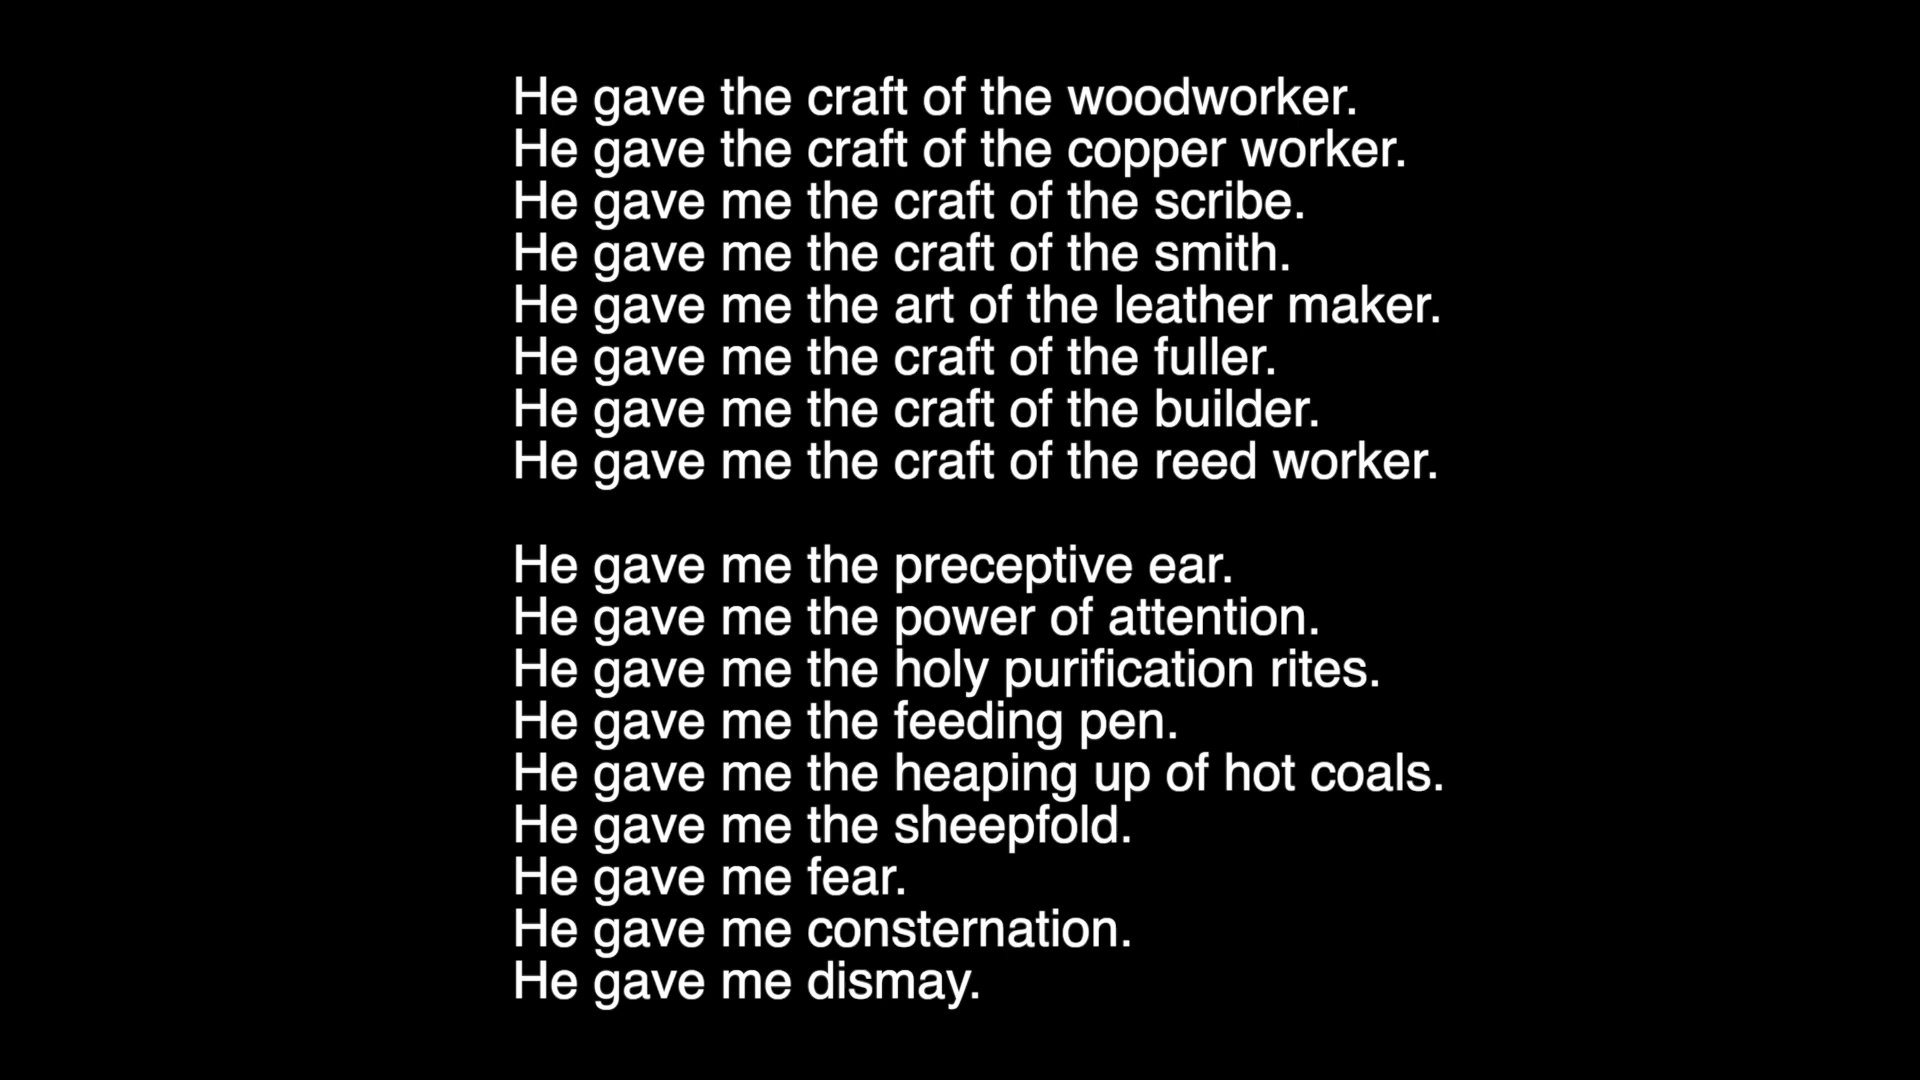 He gave the craft of the woodworker.
He gave the craft of the copper worker.
He gave me the craft of the scribe.
He gave me the craft of the smith.
He gave me the art of the leather maker.
He gave me the craft of the fuller.
He gave me the craft of the builder.
He gave me the craft of the reed worker.
He gave me the preceptive ear.
He gave me the power of attention.
He gave me the holy purification rites.
He gave me the feeding pen.
He gave me the heaping up of hot coals.
He gave me the sheepfold.
He gave me fear.
He gave me consternation.
He gave me dismay.